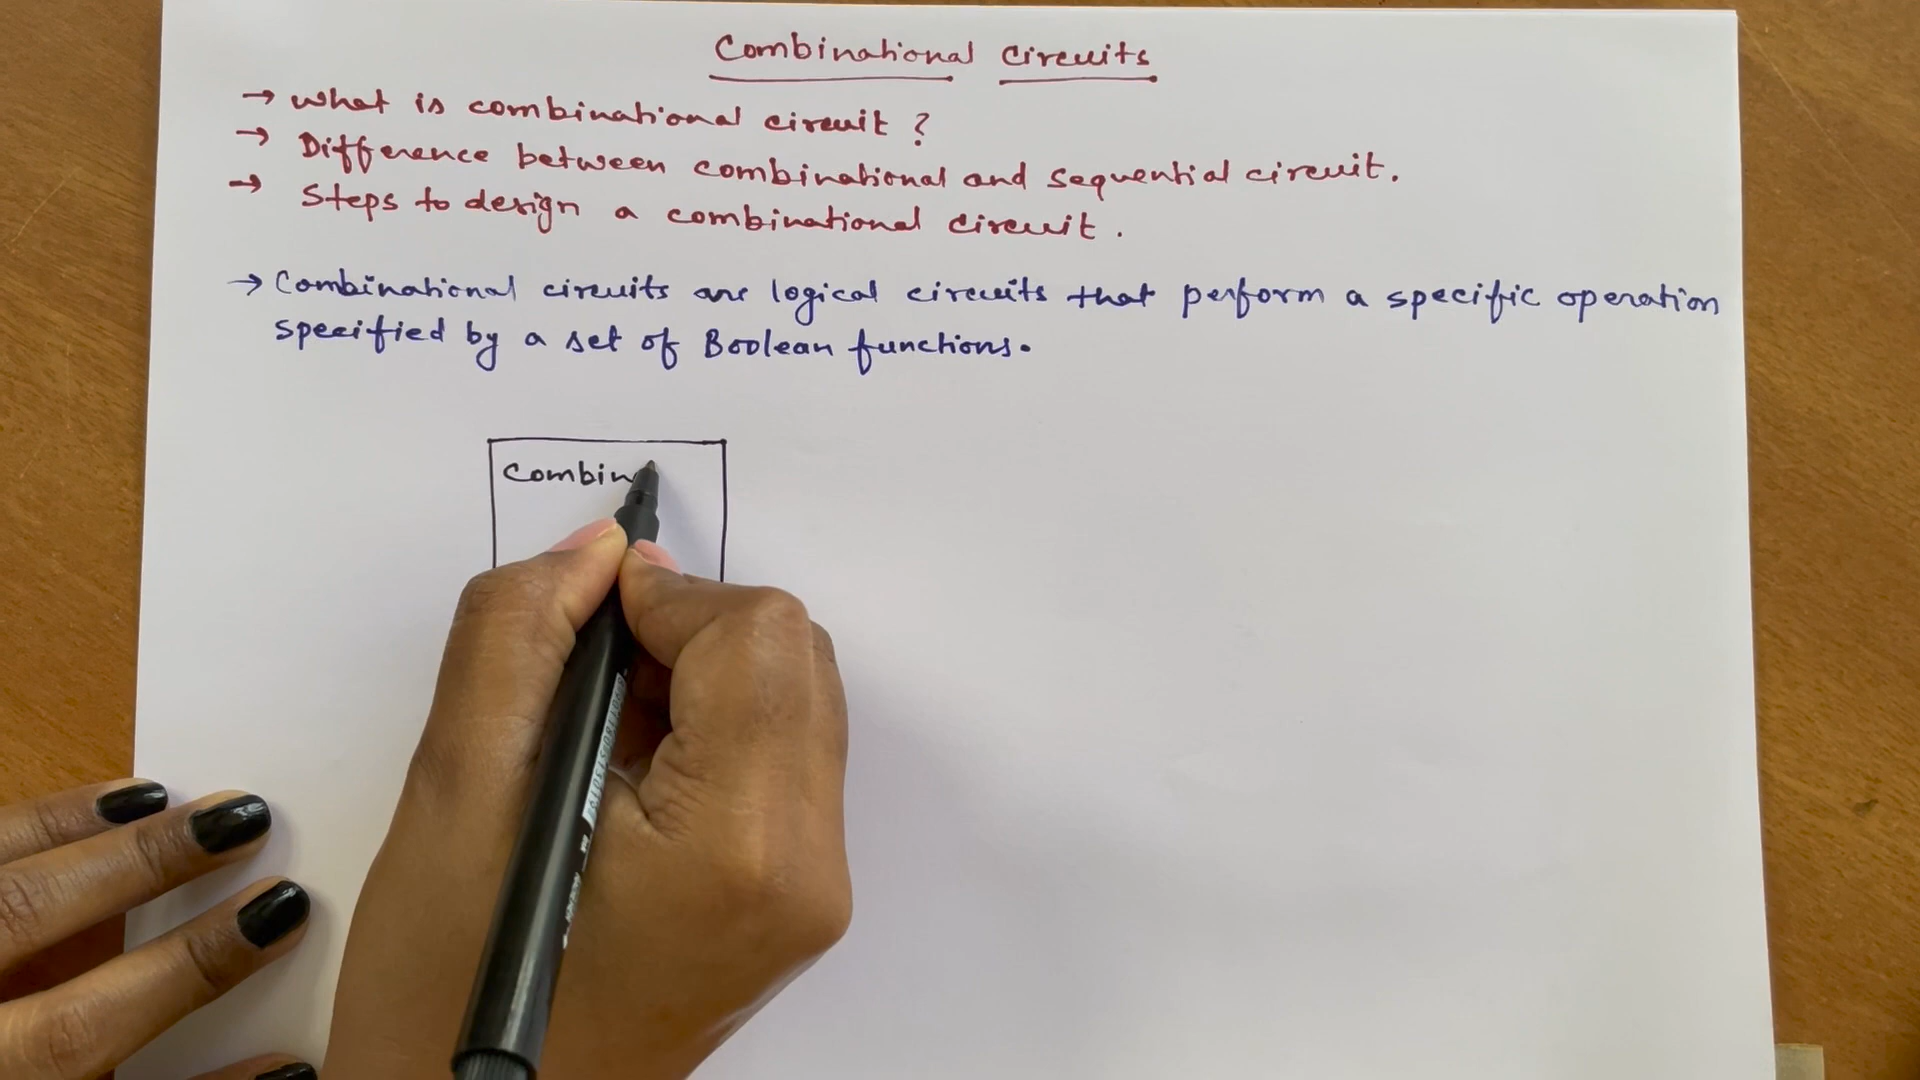 Combinational Circuits
→ What is combinational circuit ?
→ Difference between combinational and sequential circuit.
→ Steps to design a combinational circuit.
→ Combinational circuits are logical circuits that perform a specific operation
specified by a set of Boolean functions.
Combin